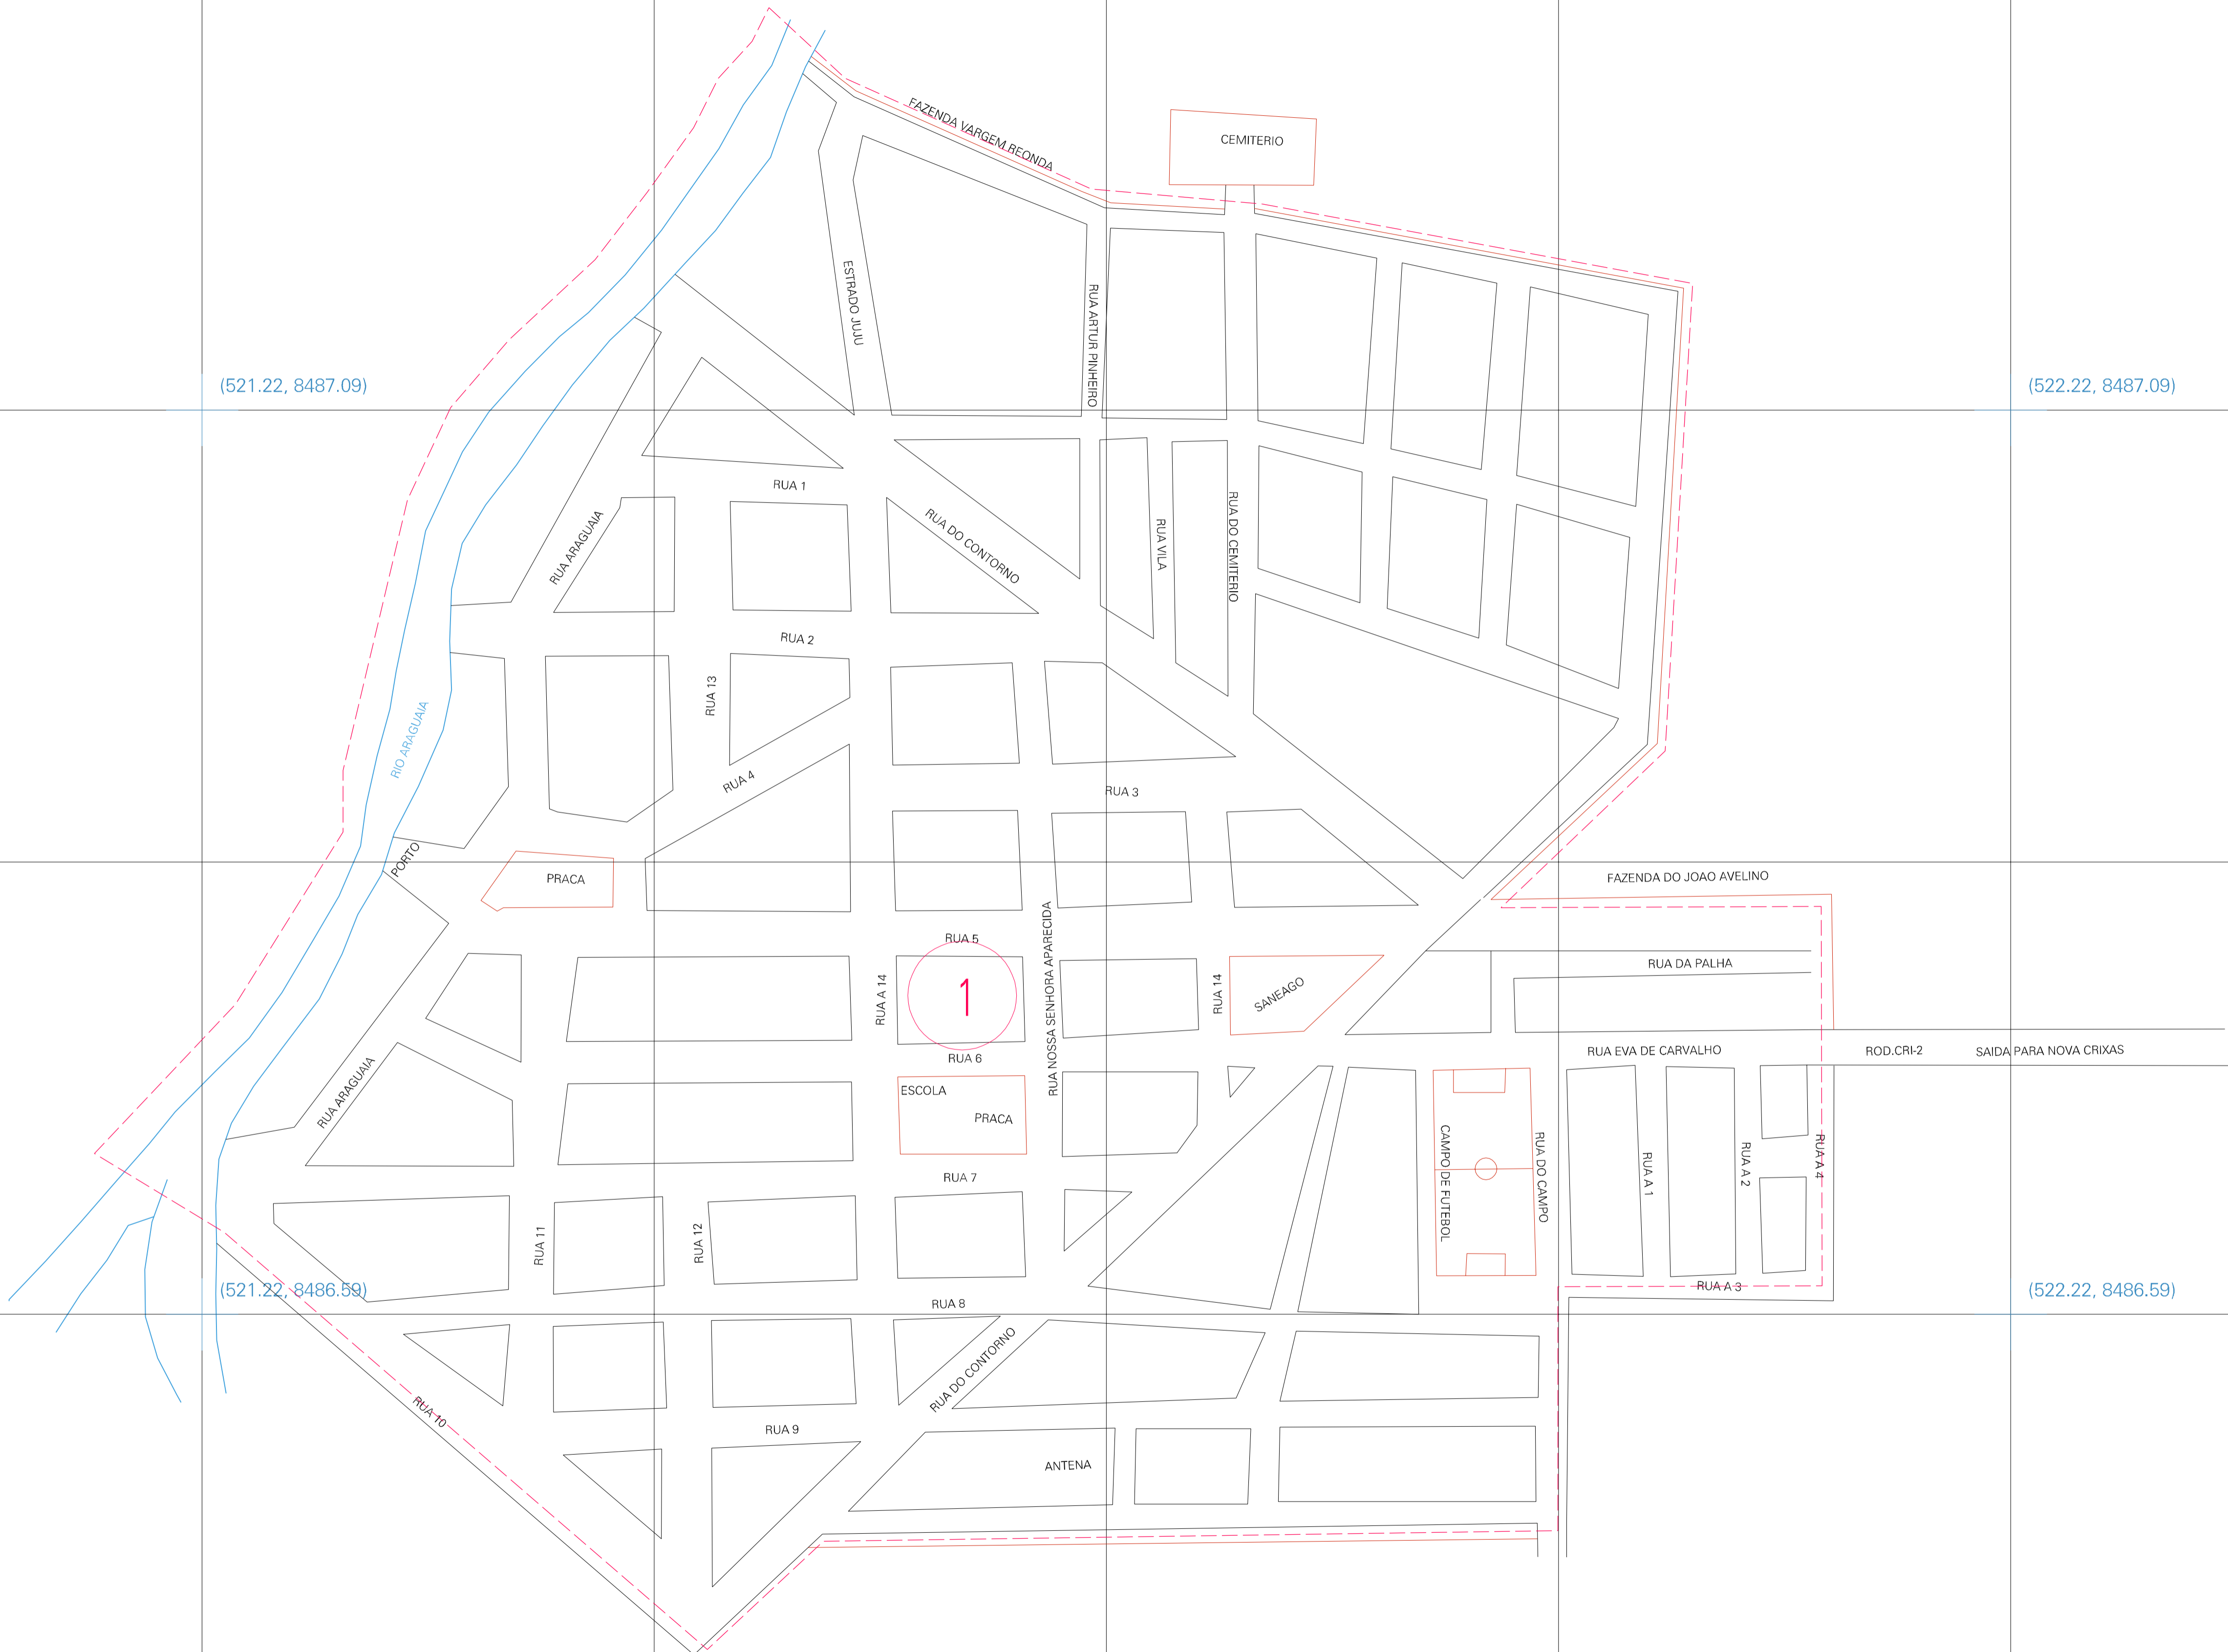 FAZENDA VARGEM REONDA
CEMITERIO
ESTRADO JUJU
RUA ARTUR PINHEIRO
(521.22, 8487.09)
(522.22, 8487.09)
RUA 1
RUA ARAGUAIA
RUA DO CONTORNO
RUA VILA
RUA DO CEMITERIO
RUA 2
RUA 13
RIO ARAGUAIA
RUA 4
RUA 3
PORTO
PRACA
FAZENDA DO JOAO AVELINO
RUA 5
RUA NOSSA SENHORA APARECIDA
RUA DA PALHA
RUA A 14
1
RUA 14
SANEAGO
RUA 6
RUA EVA DE CARVALHO
ROD.CRI-2
SAIDA PARA NOVA CRIXAS
RUA ARAGUAIA
ESCOLA
PRACA
CAMPO DE FUTEBOL
RUA DO CAMPO
RUA A 1
RUA A 2
RUA A 4
RUA 7
RUA 11
RUA 12
(521.22, 8486.59)
RUA A 3
(522.22, 8486.59)
RUA 8
RUA DO CONTORNO
RUA 10
RUA 9
ANTENA